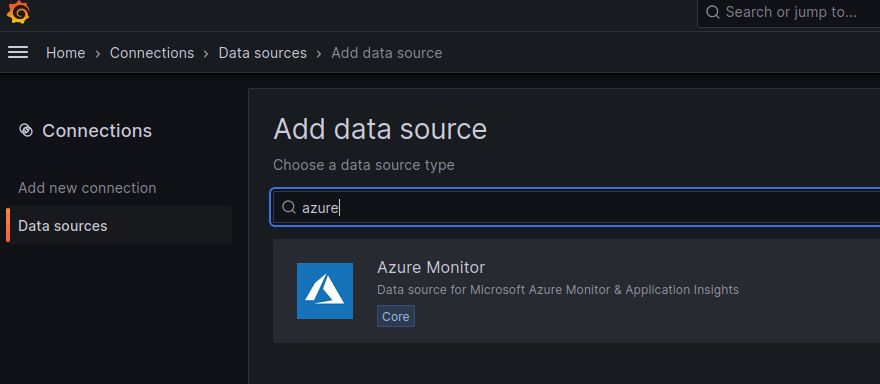 Search or jump to...
Home › Connections › Data sources › Add data source
Connections
Add new connection
Data sources
Add data source
Choose a data source type
azure
Azure Monitor
Data source for Microsoft Azure Monitor & Application Insights
Core